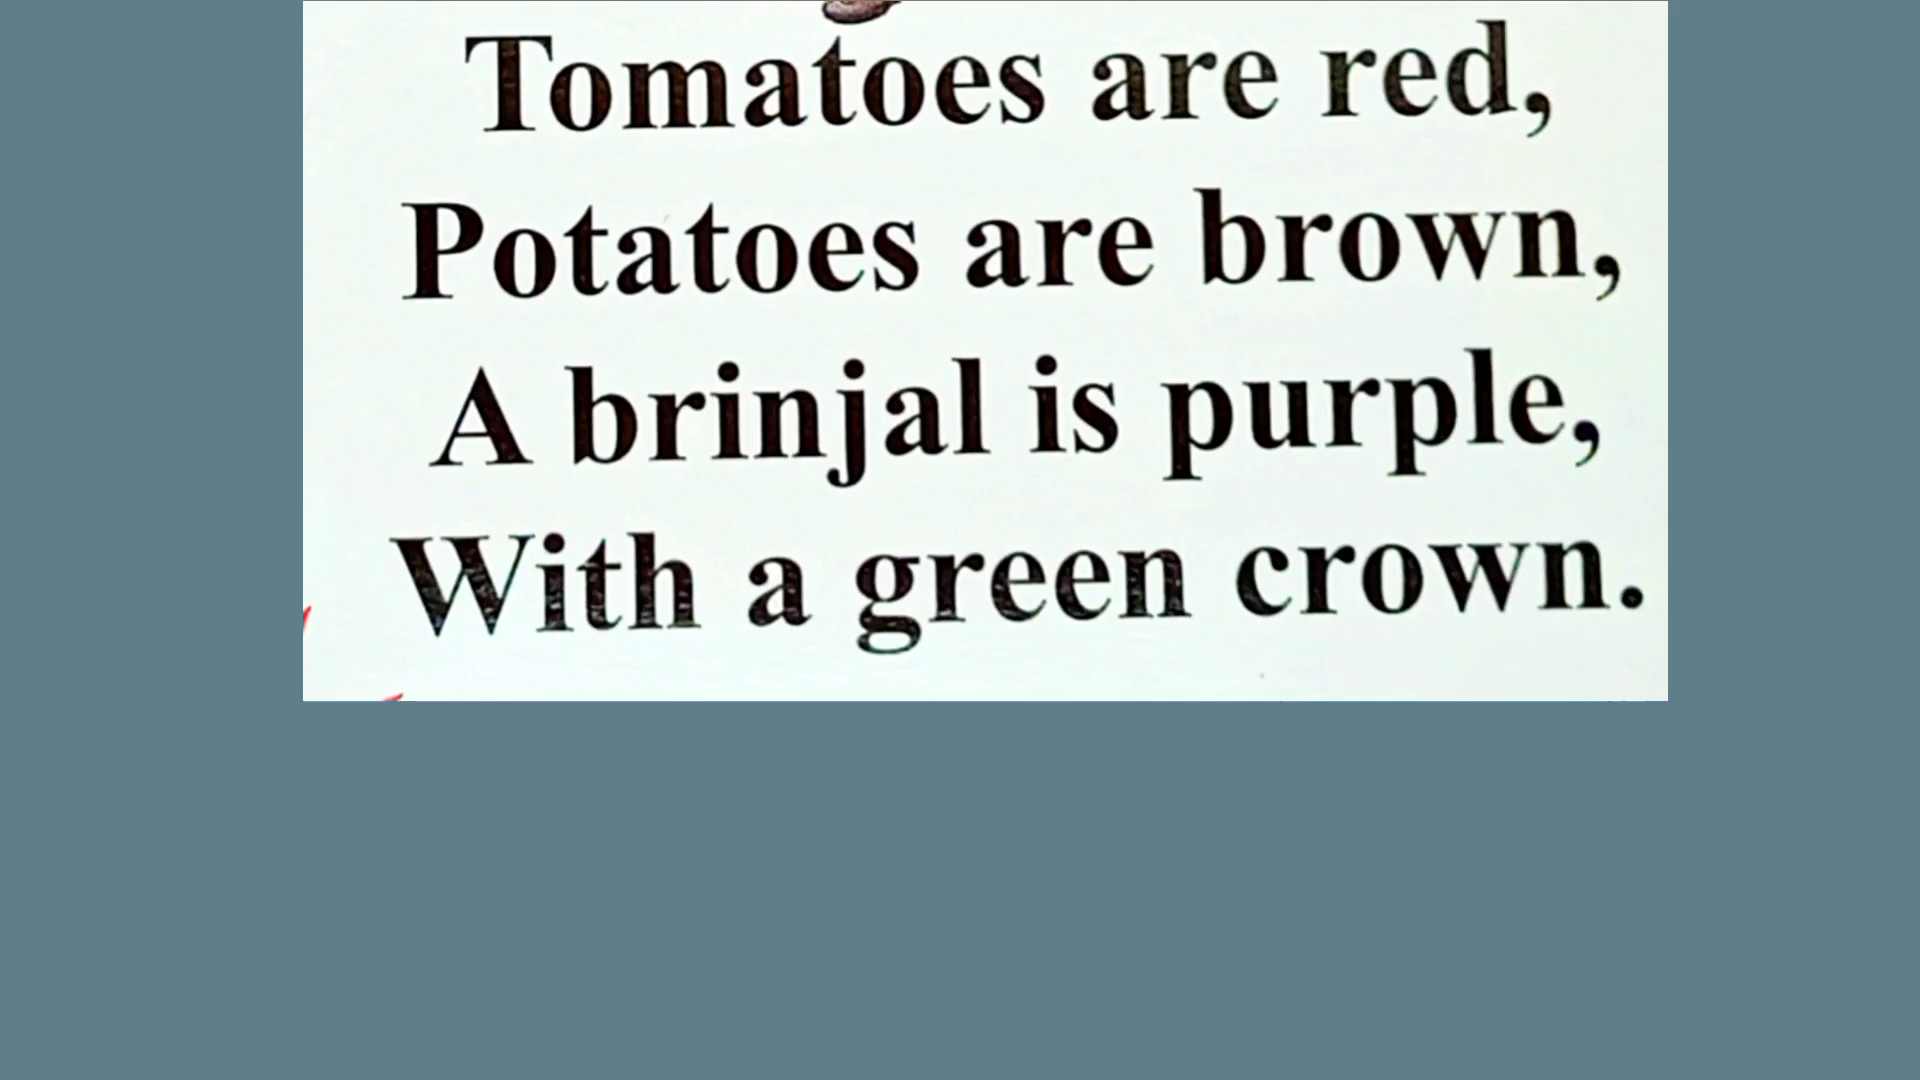 Tomatoes are red,
Potatoes are brown,
A brinjal is purple,
With a green crown.